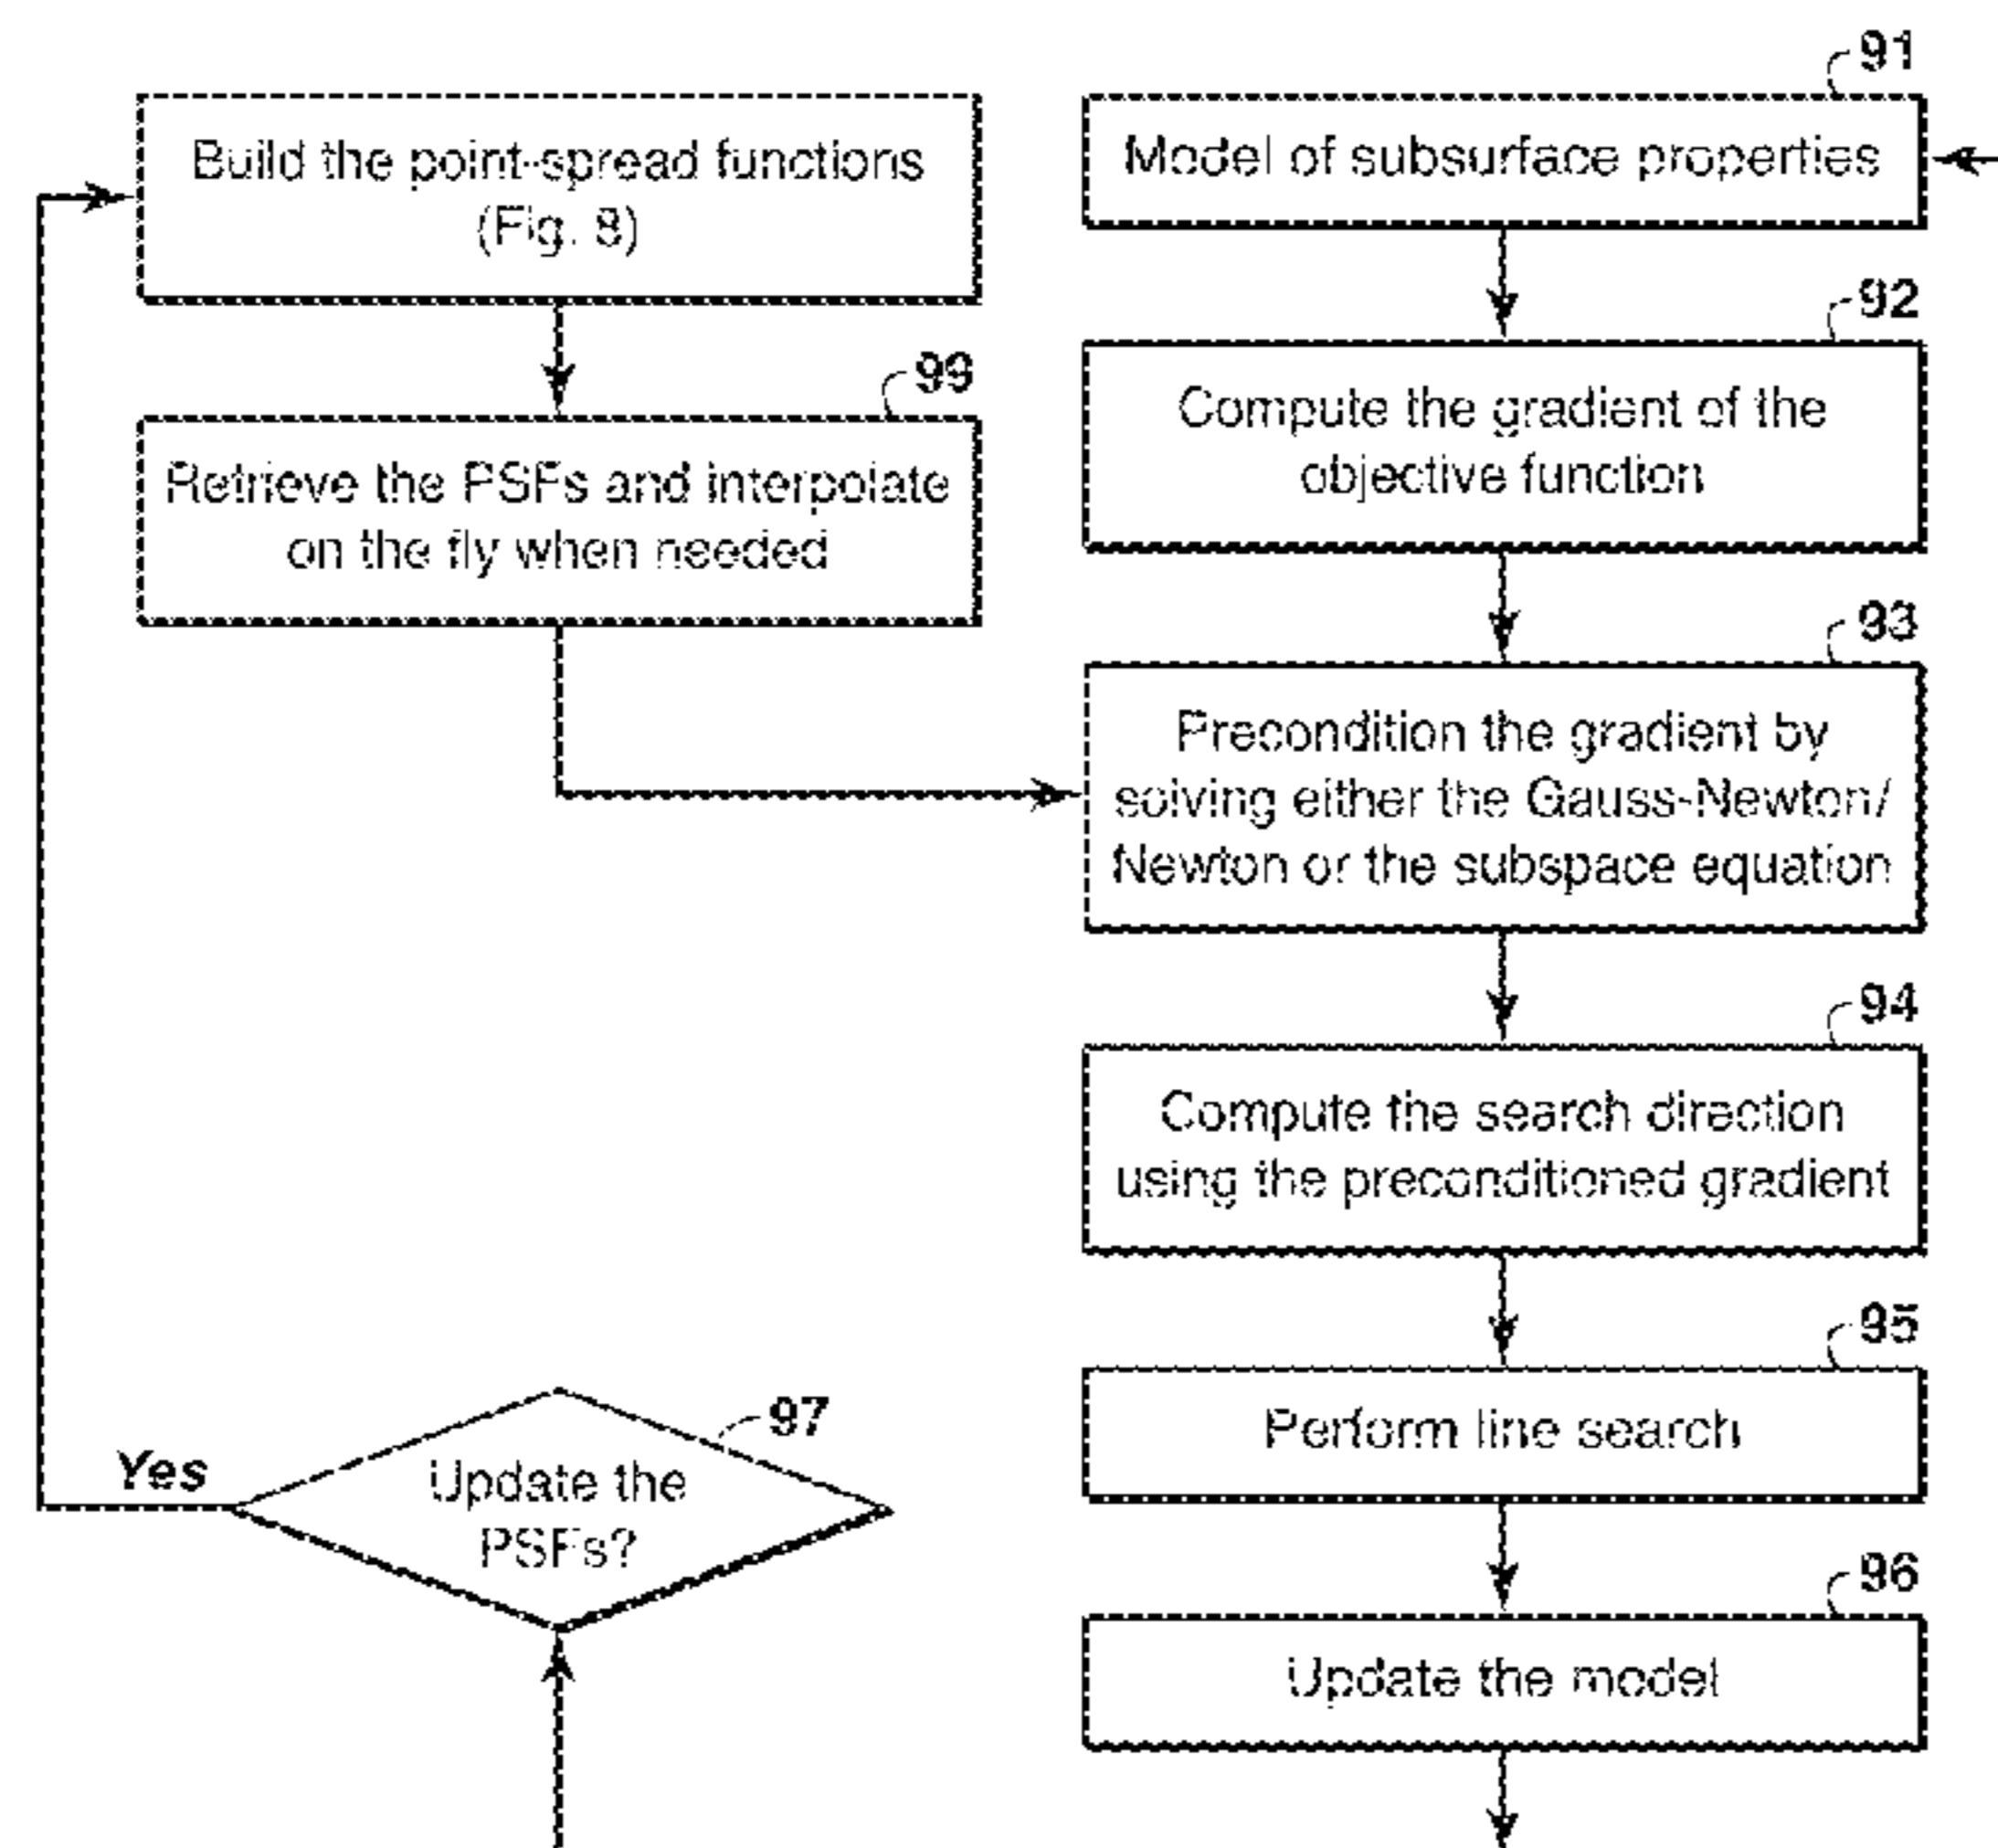 Build the point-spread functions
(Fig. 8)
99
Retrieve the PSFs and interpolate
on the fly when needed
91
Model of subsurface properties
92
Compute the gradient of the
objective function
93
Precondition the gradient by
solving either the Gauss-Newton/
Newton or the subspace equation
94
Compute the search direction
using the preconditioned gradient
95
Perform line search
96
Update the model
97
Yes
Update the
PSFs?